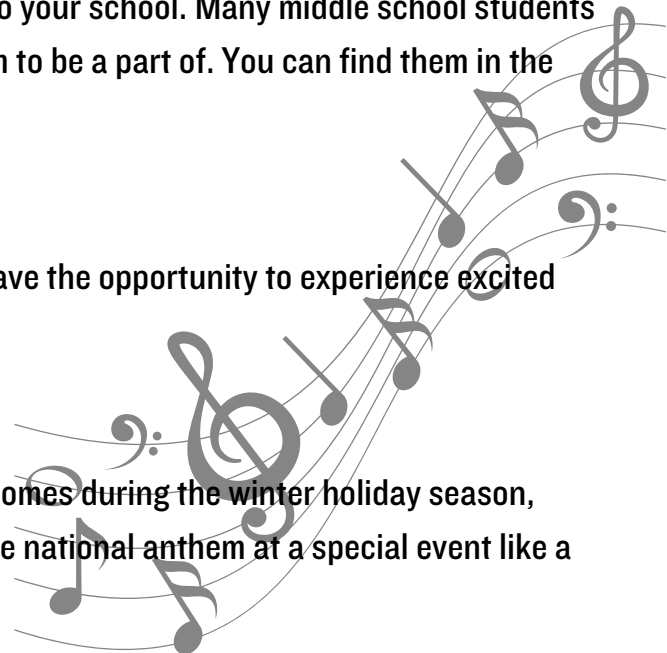 o your school. Many middle school students
n to be a part of. You can find them in the
ave the opportunity to experience excited
omes during the winter holiday season,
e national anthem at a special event like a